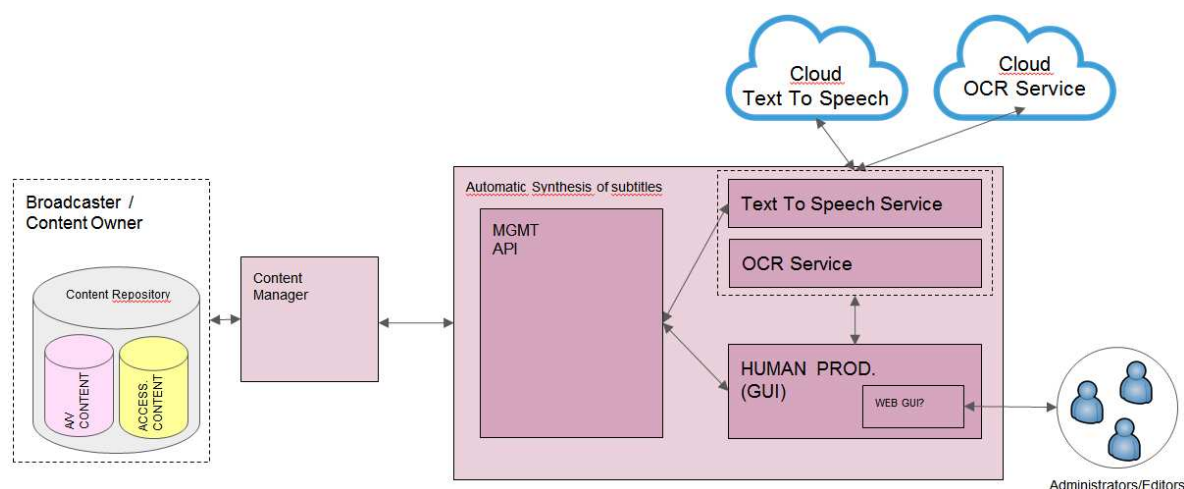 Cloud
Text To Speech
Cloud
OCR Service
Broadcaster /
Content Owner
Content Repository
A/V
CONTENT
ACCESS.
CONTENT
Content
Manager
Automatic Synthesis of subtitles
MGMT
API
Text To Speech Service
OCR Service
HUMAN PROD.
(GUI)
WEB GUI?
Administrators/Editors